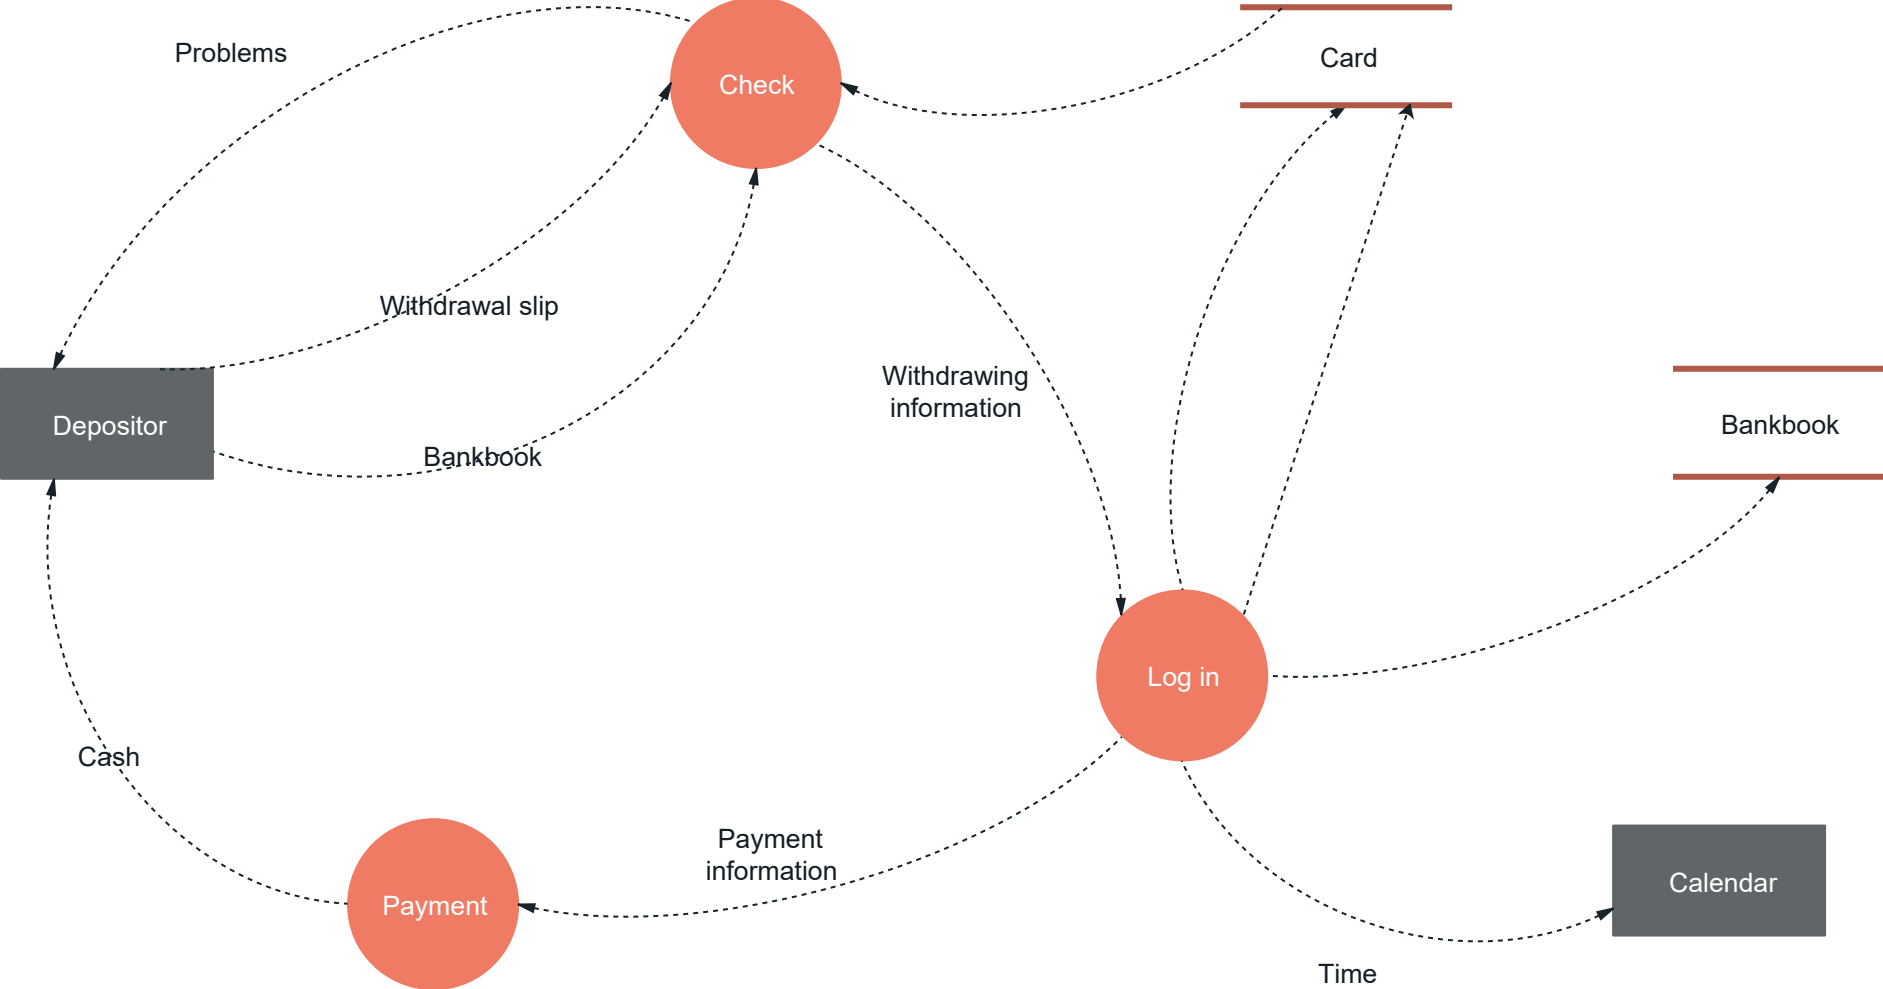 Problems
Check
Card
Withdrawal slip
Withdrawing
information
Depositor
Bankbook
Bankbook
Log in
Cash
Payment
information
Payment
Calendar
Time